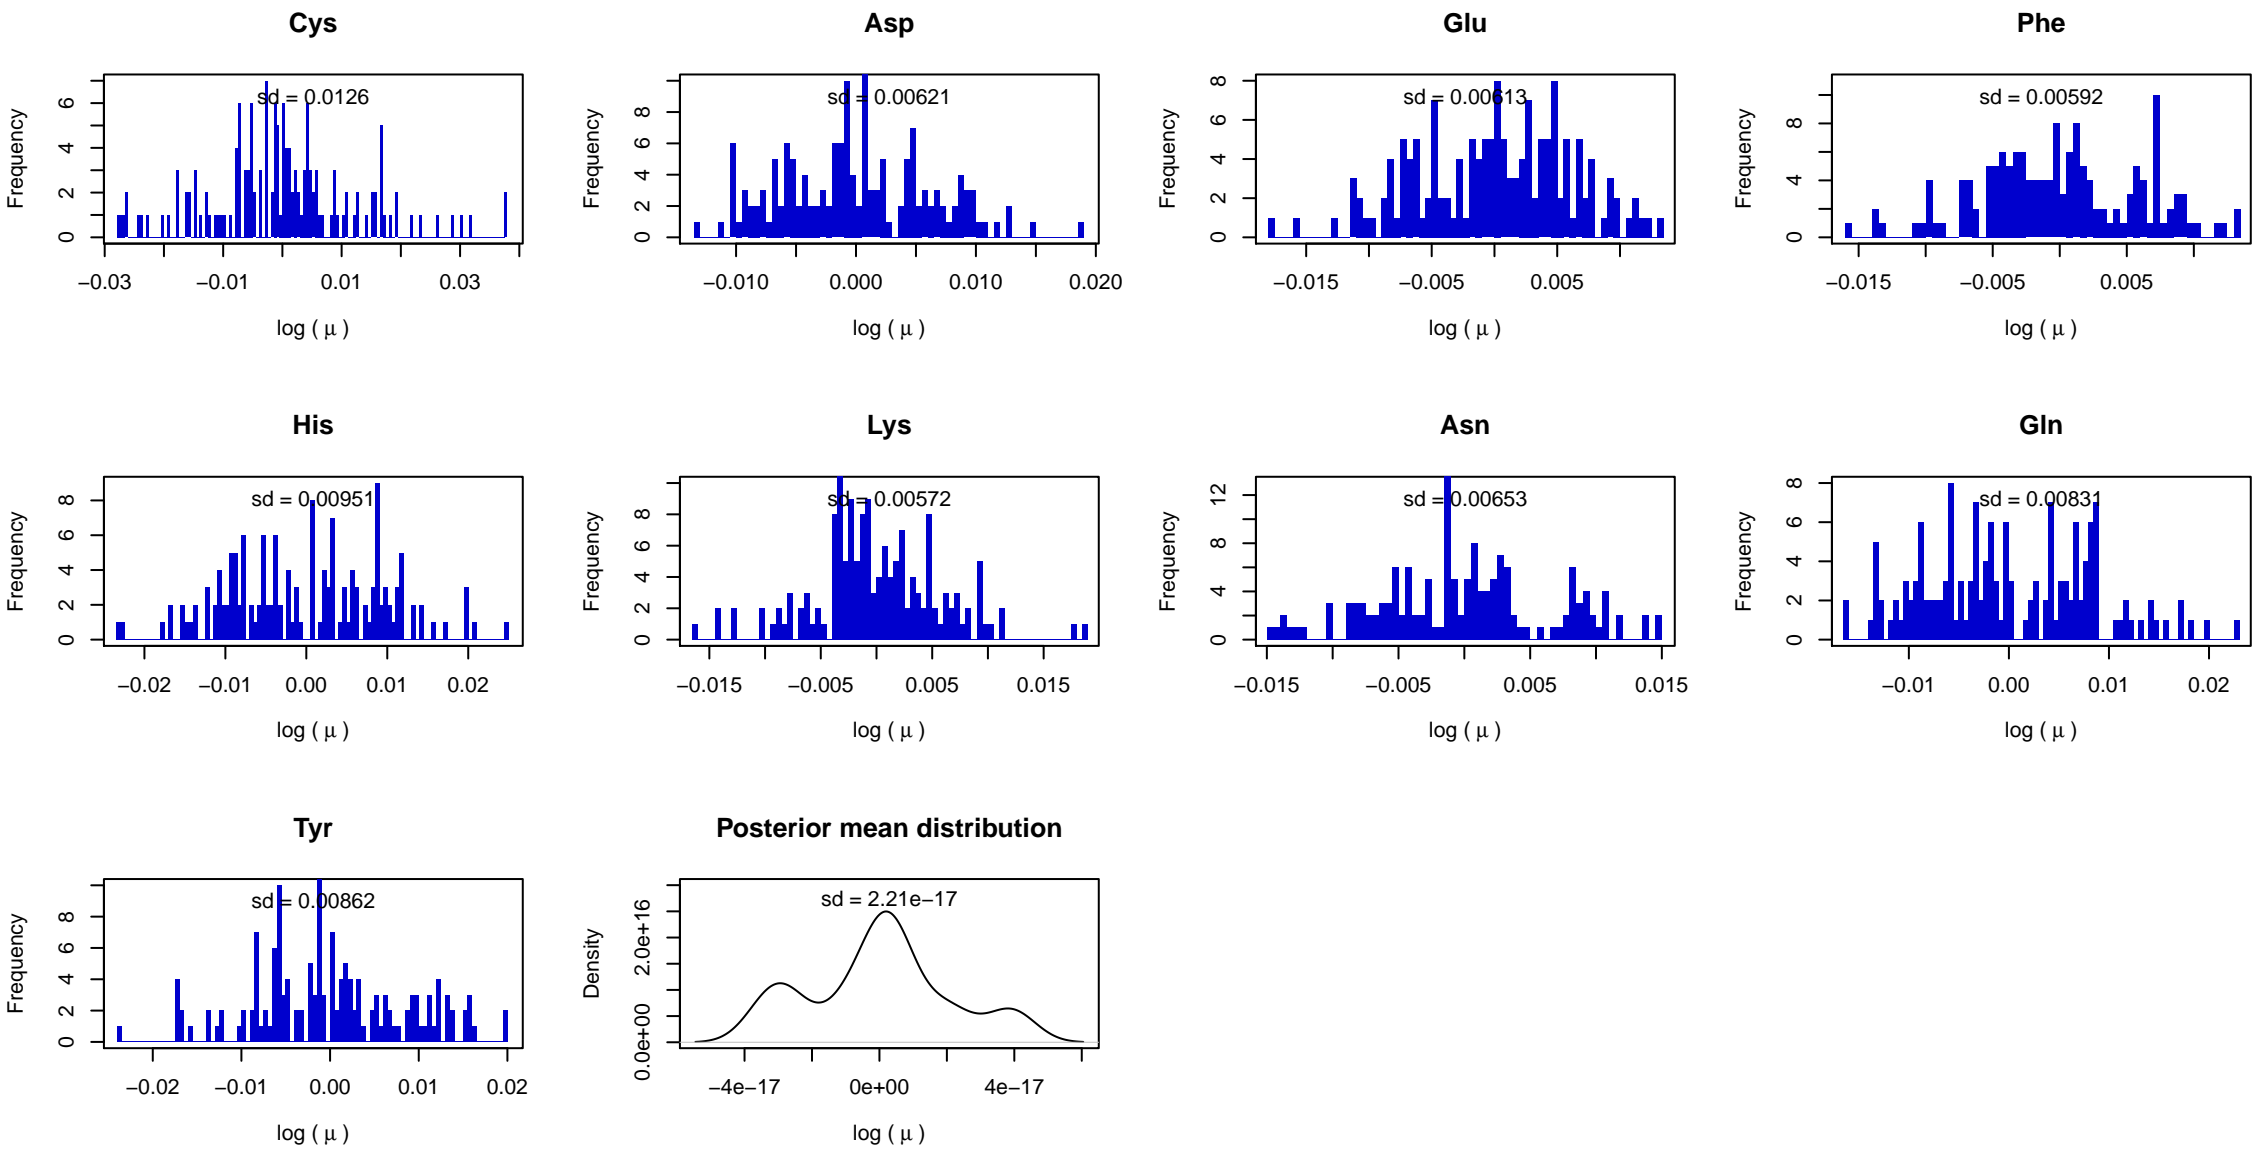 Cys
Asp
Glu
Phe
Frequency
0 2 4 6
sd = 0.0126
−0.03 −0.01 0.01 0.03
log ( μ )
Frequency
0 2 4 6 8
sd = 0.00621
−0.010 0.000 0.010 0.020
log ( μ )
Frequency
0 2 4 6 8
sd = 0.00613
−0.015 −0.005 0.005
log ( μ )
Frequency
0 4 8
sd = 0.00592
−0.015 −0.005 0.005
log ( μ )
His
Lys
Asn
Gln
Frequency
0 2 4 6 8
sd = 0.00951
−0.02 −0.01 0.00 0.01 0.02
log ( μ )
Frequency
0 2 4 6 8
sd = 0.00572
−0.015 −0.005 0.005 0.015
log ( μ )
Frequency
0 4 8 12
sd = 0.00653
−0.015 −0.005 0.005 0.015
log ( μ )
Frequency
0 2 4 6 8
sd = 0.00831
−0.01 0.00 0.01 0.02
log ( μ )
Tyr
Posterior mean distribution
Frequency
0 2 4 6 8
sd = 0.00862
−0.02 −0.01 0.00 0.01 0.02
log ( μ )
Density
0.0e+00 2.0e+16
sd = 2.21e−17
−4e−17 0e+00 4e−17
log ( μ )